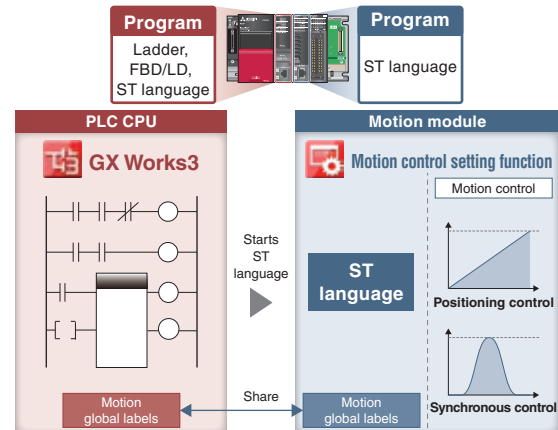 Program
Ladder,
FBD/LD,
ST language
Program
ST language
PLC CPU
GX Works3
Starts
ST
language
Motion
global labels
Share
Motion module
Motion control setting function
Motion control
ST
language
Positioning control
Synchronous control
Motion
global labels